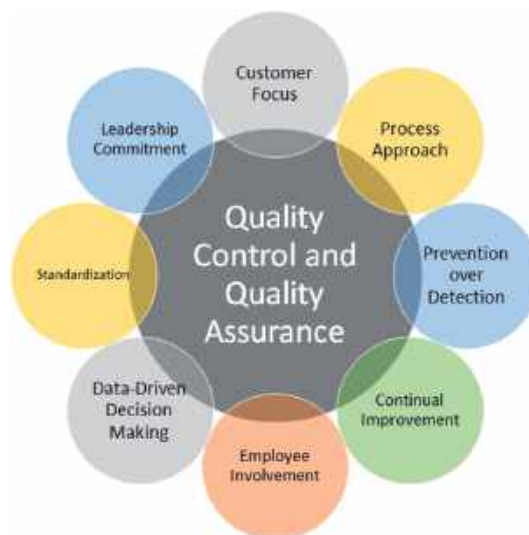 Customer
Focus
Process
Approach
Prevention
over
Detection
Continual
Improvement
Employee
Involvement
Data-Driven
Decision
Making
Standardization
Leadership
Commitment
Quality
Control and
Quality
Assurance